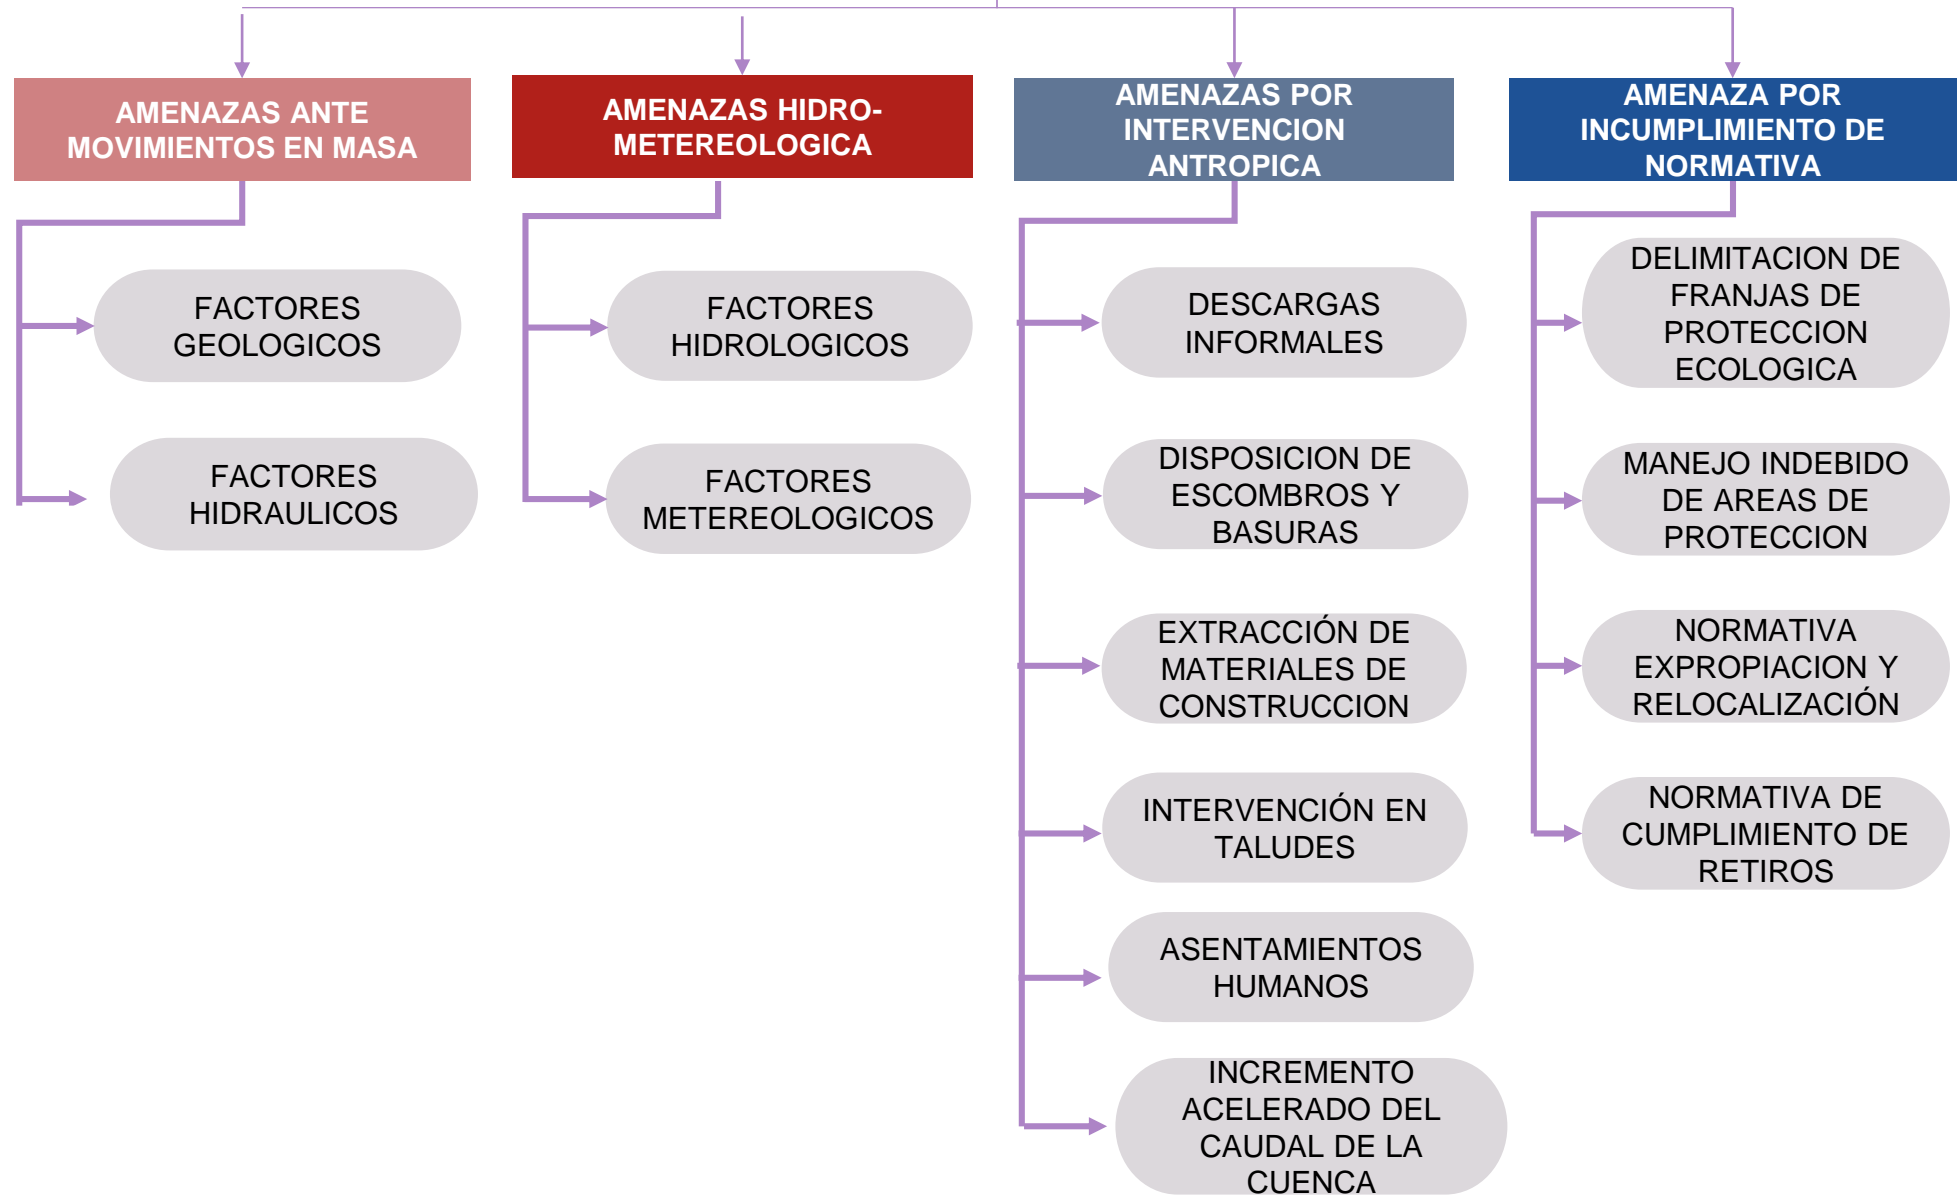 AMENAZAS ANTE
MOVIMIENTOS EN MASA
FACTORES
GEOLOGICOS
FACTORES
HIDRAULICOS
AMENAZAS HIDRO-
METEREOLOGICA
FACTORES
HIDROLOGICOS
FACTORES
METEREOLOGICOS
AMENAZAS POR
INTERVENCION
ANTROPICA
DESCARGAS
INFORMALES
DISPOSICION DE
ESCOMBROS Y
BASURAS
EXTRACCIÓN DE
MATERIALES DE
CONSTRUCCION
INTERVENCIÓN EN
TALUDES
ASENTAMIENTOS
HUMANOS
INCREMENTO
ACELERADO DEL
CAUDAL DE LA
CUENCA
AMENAZA POR
INCUMPLIMIENTO DE
NORMATIVA
DELIMITACION DE
FRANJAS DE
PROTECCION
ECOLOGICA
MANEJO INDEBIDO
DE AREAS DE
PROTECCION
NORMATIVA
EXPROPIACION Y
RELOCALIZACIÓN
NORMATIVA DE
CUMPLIMIENTO DE
RETIROS